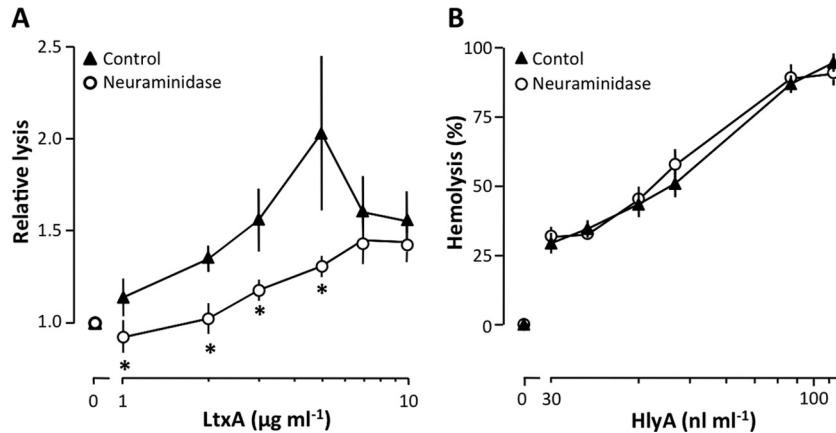 A
2.5
Control
Neuraminidase
2.0
Relative lysis
1.5
1.0
*
*
*
*
0 1 10
LtxA (µg ml-1)
B
100
Contol
Neuraminidase
75
Hemolysis (%)
50
25
0
0 30 100
HlyA (nl ml-1)